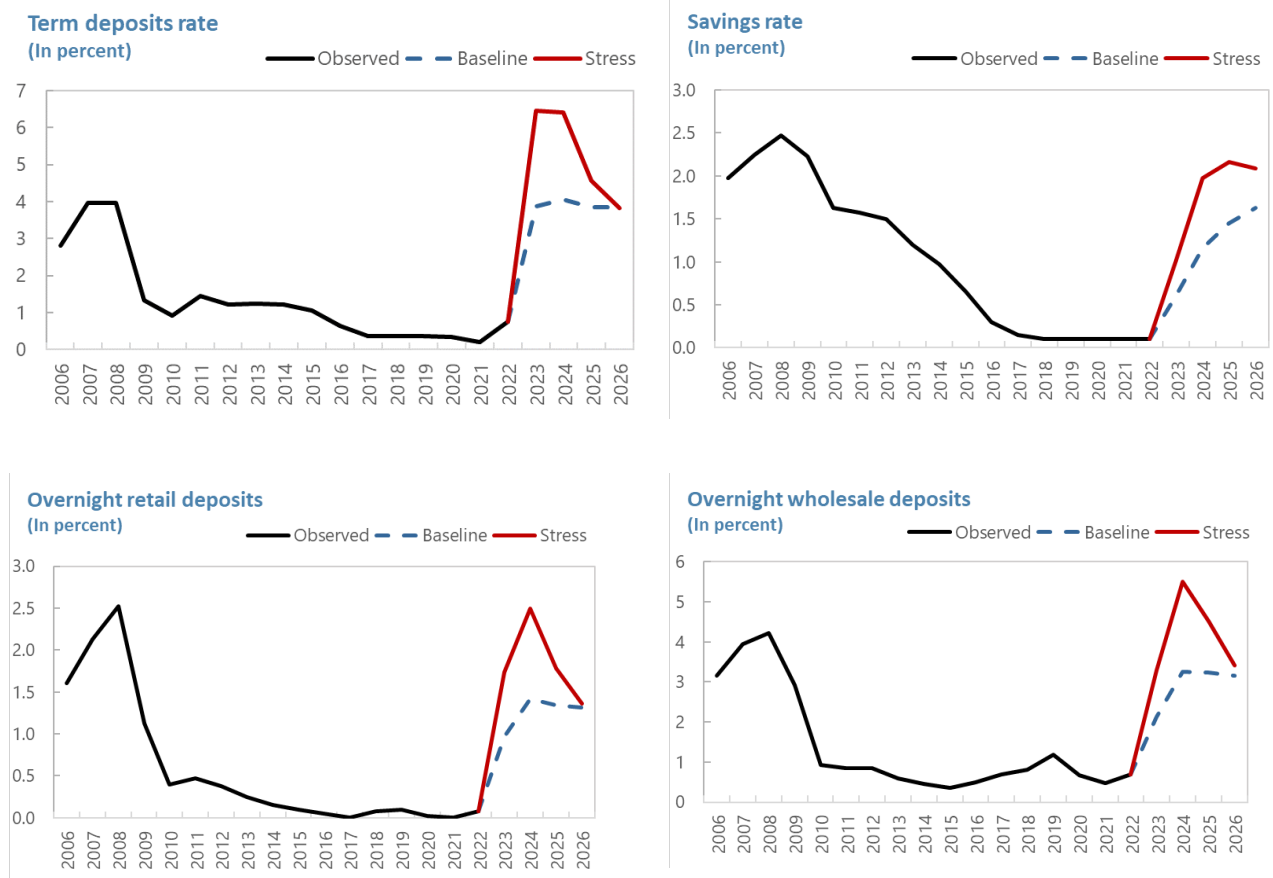 Term deposits rate
(In percent)
Observed Baseline Stress
7
6
5
4
3
2
1
0
2006 2007 2008 2009 2010 2011 2012 2013 2014 2015 2016 2017 2018 2019 2020 2021 2022 2023 2024 2025 2026
Savings rate
(In percent)
Observed Baseline Stress
3.0
2.5
2.0
1.5
1.0
0.5
0.0
2006 2007 2008 2009 2010 2011 2012 2013 2014 2015 2016 2017 2018 2019 2020 2021 2022 2023 2024 2025 2026
Overnight retail deposits
(In percent)
Observed Baseline Stress
3.0
2.5
2.0
1.5
1.0
0.5
0.0
2006 2007 2008 2009 2010 2011 2012 2013 2014 2015 2016 2017 2018 2019 2020 2021 2022 2023 2024 2025 2026
Overnight wholesale deposits
(In percent)
Observed Baseline Stress
6
5
4
3
2
1
0
2006 2007 2008 2009 2010 2011 2012 2013 2014 2015 2016 2017 2018 2019 2020 2021 2022 2023 2024 2025 2026